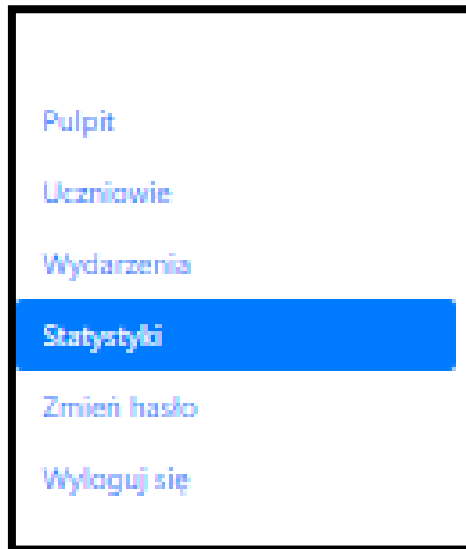 Pulpit
Uczniowie
Wydarzenia
Statystyki
Zmień hasło
Wyloguj się